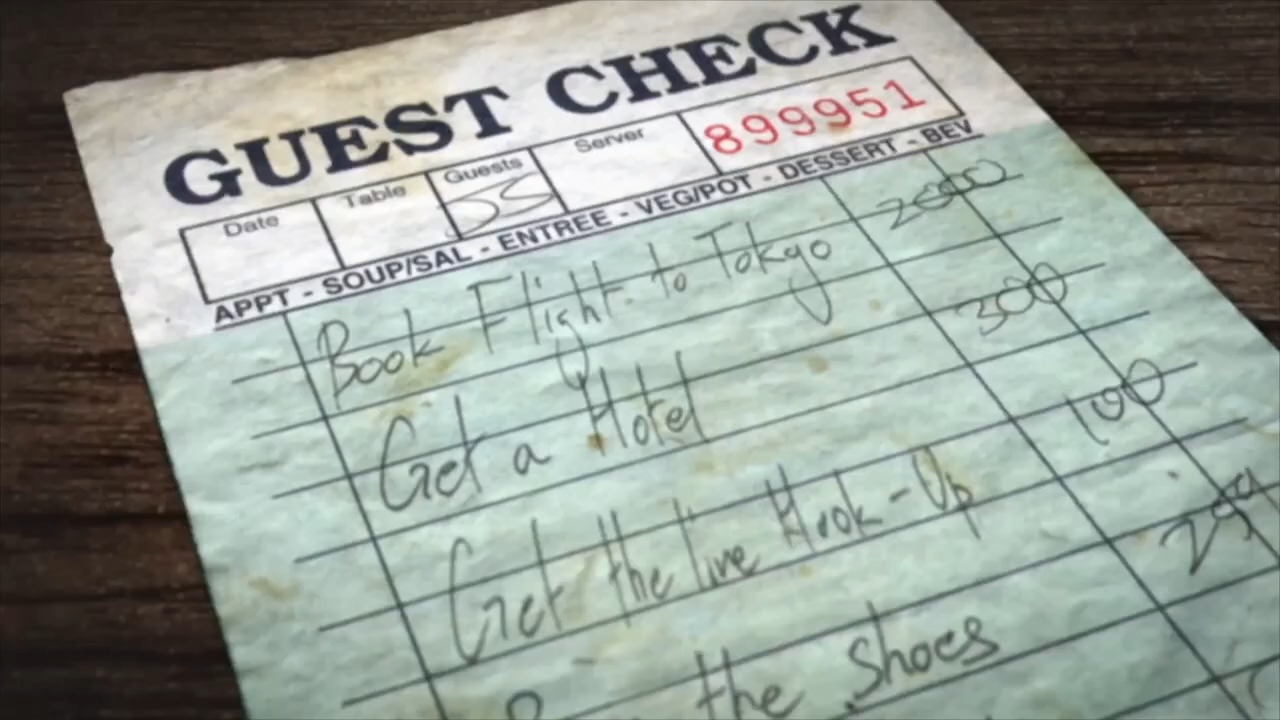 GUEST CHECK
Date Table Guests Server 899951
APPT - SOUP/SAL - ENTREE - VEG/POT - DESSERT - BEV
Book Flight to Tokyo 2000
Get a Hotel 300
Get the live Hook-Up 100
the shoes 299